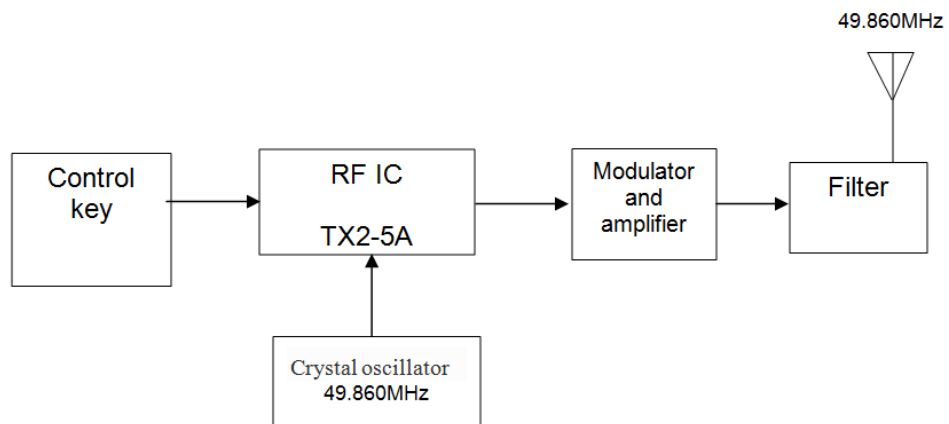 49.860MHz
Control
key
RF IC
TX2-5A
Modulator
and
amplifier
Filter
Crystal oscillator
49.860MHz